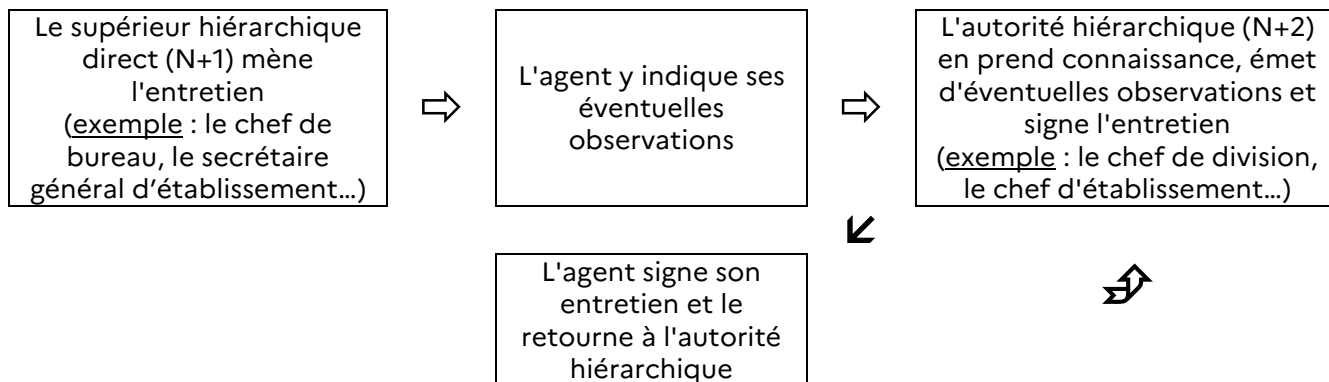 Le supérieur hiérarchique
direct (N+1) mène
l'entretien
(exemple : le chef de
bureau, le secrétaire
général d’établissement…)
L'agent y indique ses
éventuelles
observations
L'autorité hiérarchique (N+2)
en prend connaissance, émet
d'éventuelles observations et
signe l'entretien
(exemple : le chef de division,
le chef d'établissement…)
L'agent signe son
entretien et le
retourne à l'autorité
hiérarchique